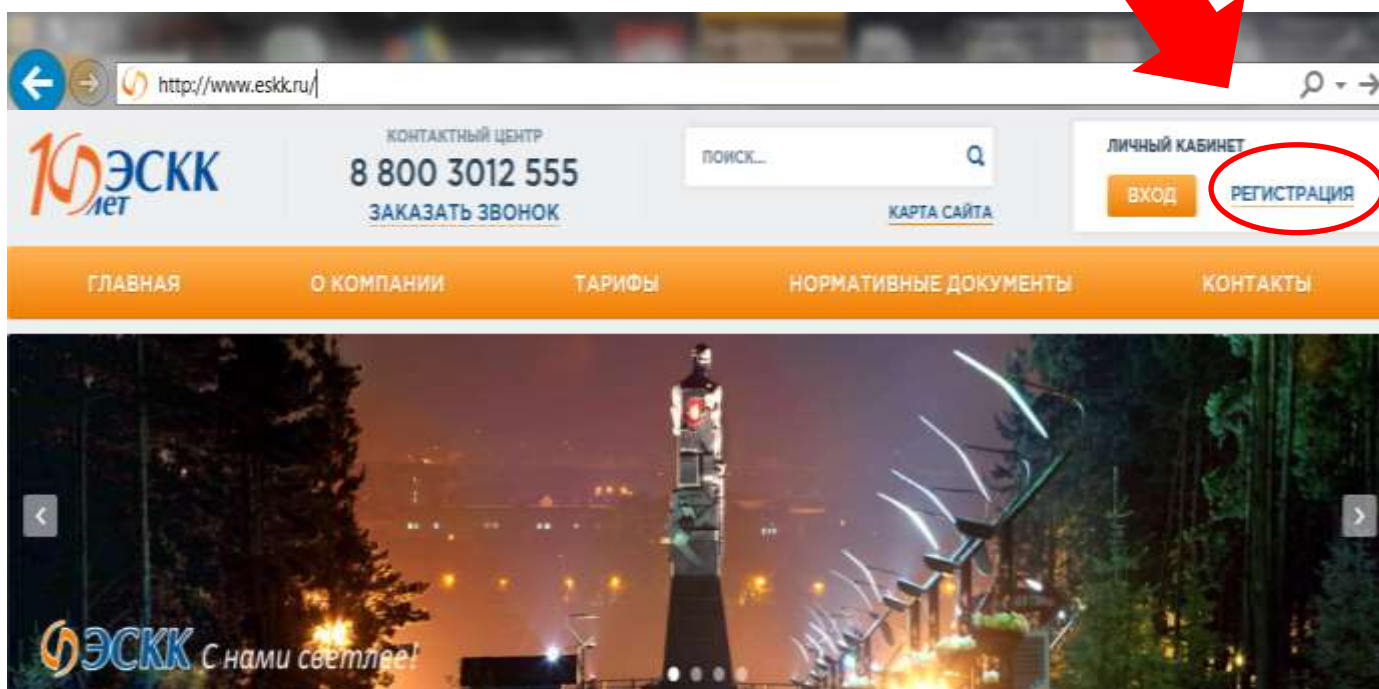 http://www.eskk.ru/
10 лет ЭСКК
КОНТАКТНЫЙ ЦЕНТР
8 800 3012 555
ЗАКАЗАТЬ ЗВОНОК
ПОИСК...
КАРТА САЙТА
ЛИЧНЫЙ КАБИНЕТ
ВХОД
РЕГИСТРАЦИЯ
ГЛАВНАЯ
О КОМПАНИИ
ТАРИФЫ
НОРМАТИВНЫЕ ДОКУМЕНТЫ
КОНТАКТЫ
ЭСКК С нами светлее!